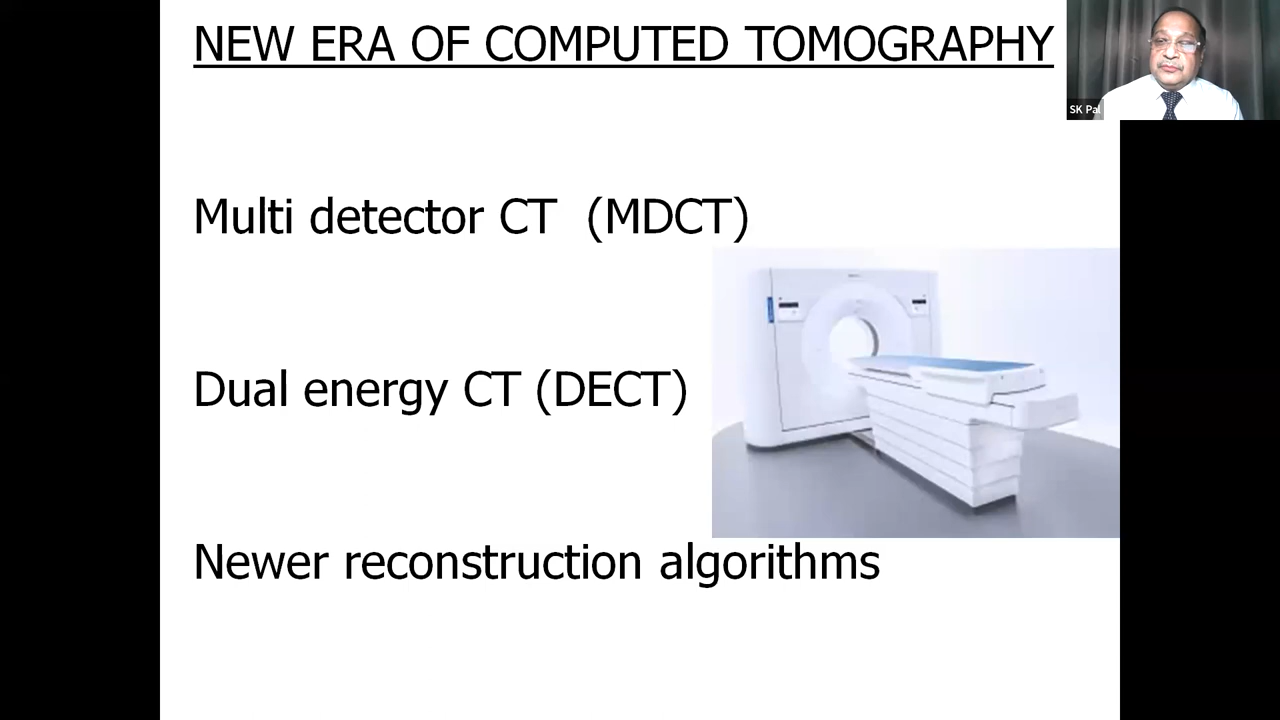 NEW ERA OF COMPUTED TOMOGRAPHY
SK Pal
Multi detector CT (MDCT)
Dual energy CT (DECT)
Newer reconstruction algorithms